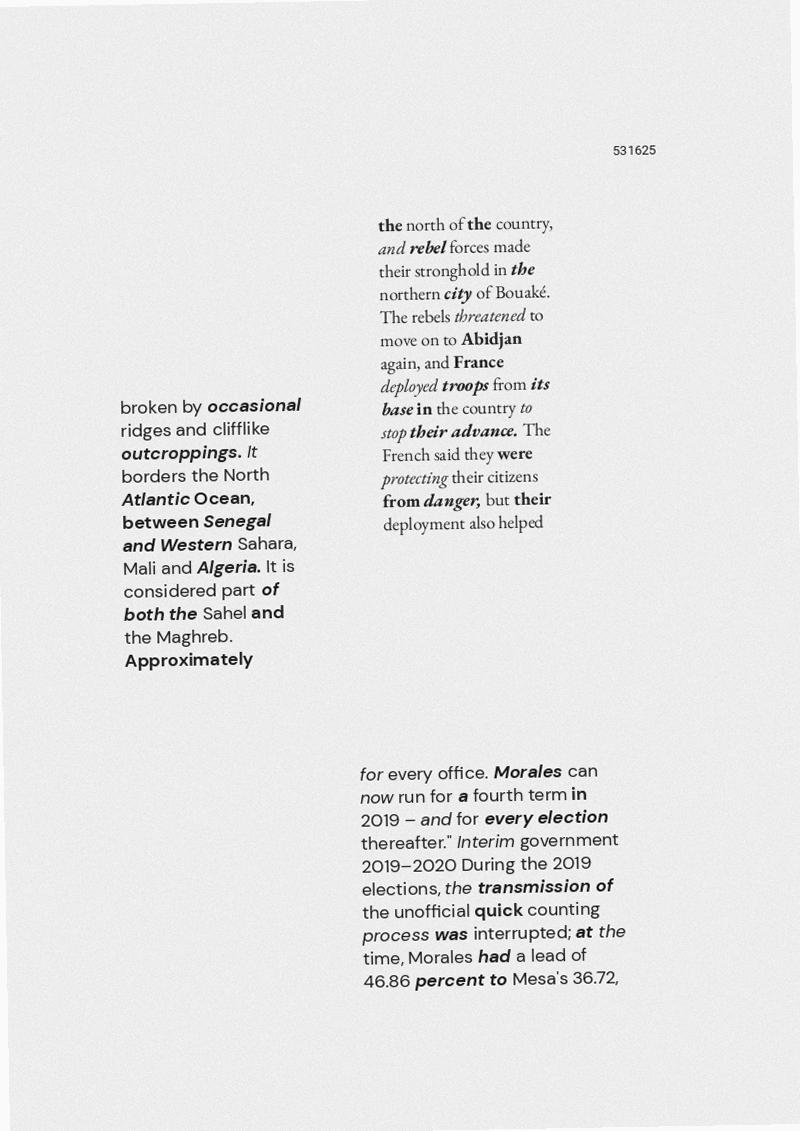 531625
the north of the country,
and rebel forces made
their stronghold in the
northern city of Bouaké.
The rebels threatened to
move on to Abidjan
again, and France
deployed troops from its
base in the country to
stop their advance. The
French said they were
protecting their citizens
from danger, but their
deployment also helped
broken by occasional
ridges and clifflike
outcroppings. It
borders the North
Atlantic Ocean,
between Senegal
and Western Sahara,
Mali and Algeria. It is
considered part of
both the Sahel and
the Maghreb.
Approximately
for every office. Morales can
now run for a fourth term in
2019 – and for every election
thereafter." Interim government
2019–2020 During the 2019
elections, the transmission of
the unofficial quick counting
process was interrupted; at the
time, Morales had a lead of
46.86 percent to Mesa's 36.72,